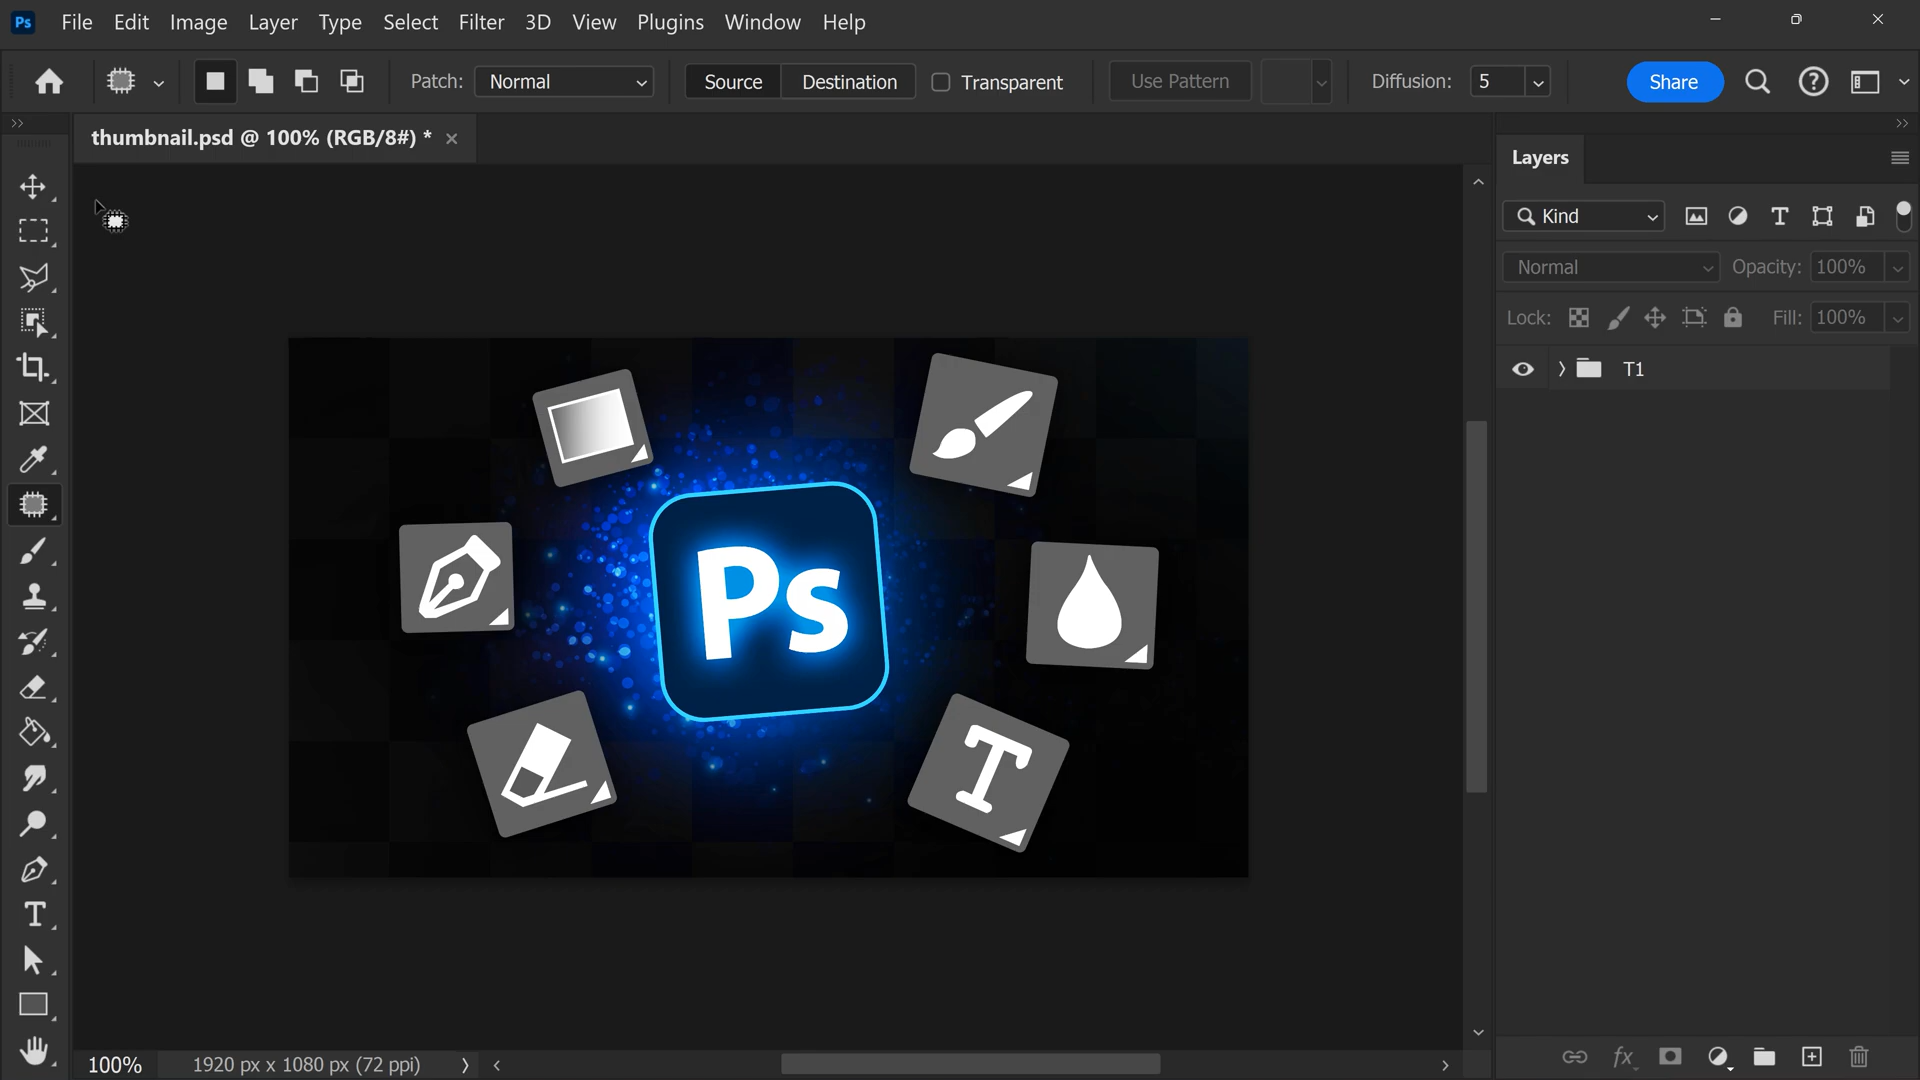 Ps File Edit Image Layer Type Select Filter 3D View Plugins Window Help
Patch: Normal Source Destination Transparent Use Pattern Diffusion: 5 Share
thumbnail.psd @ 100% (RGB/8#) *
Layers
Kind
Normal Opacity: 100%
Lock: Fill: 100%
T1
Ps
T
100% 1920 px x 1080 px (72 ppi)
fx